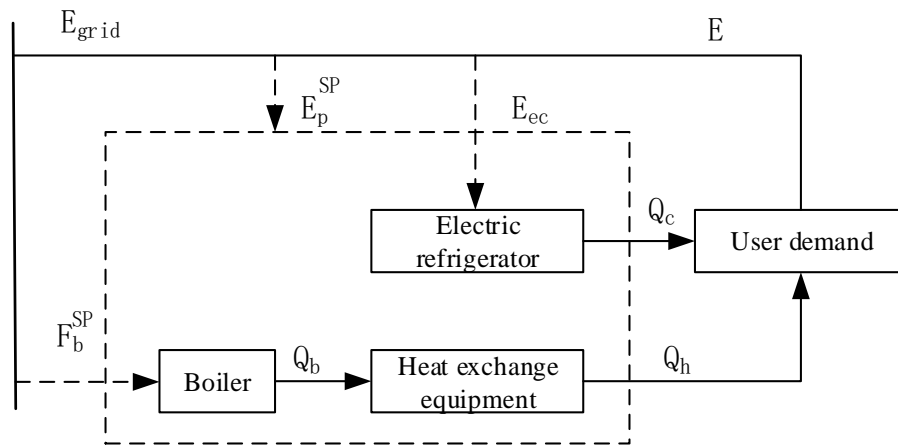 E_grid
E
E_p^SP
E_ec
Electric
refrigerator
Q_c
User demand
F_b^SP
Boiler
Q_b
Heat exchange
equipment
Q_h